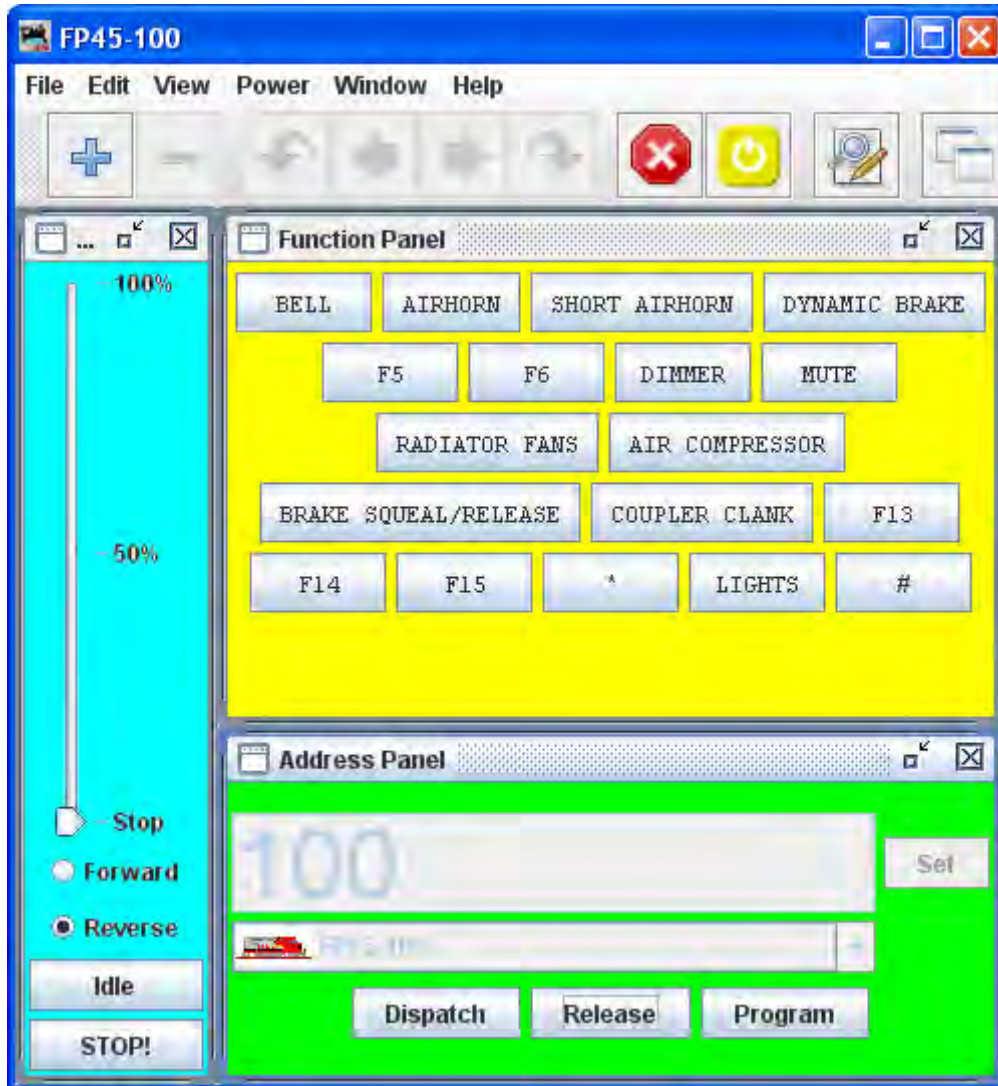 FP45-100
File Edit View Power Window Help
...
100%
50%
Stop
Forward
Reverse
Idle
STOP!
Function Panel
BELL AIRHORN SHORT AIRHORN DYNAMIC BRAKE
F5 F6 DIMMER MUTE
RADIATOR FANS AIR COMPRESSOR
BRAKE SQUEAL/RELEASE COUPLER CLANK F13
F14 F15 * LIGHTS #
Address Panel
100 Set
FP45-100
Dispatch Release Program